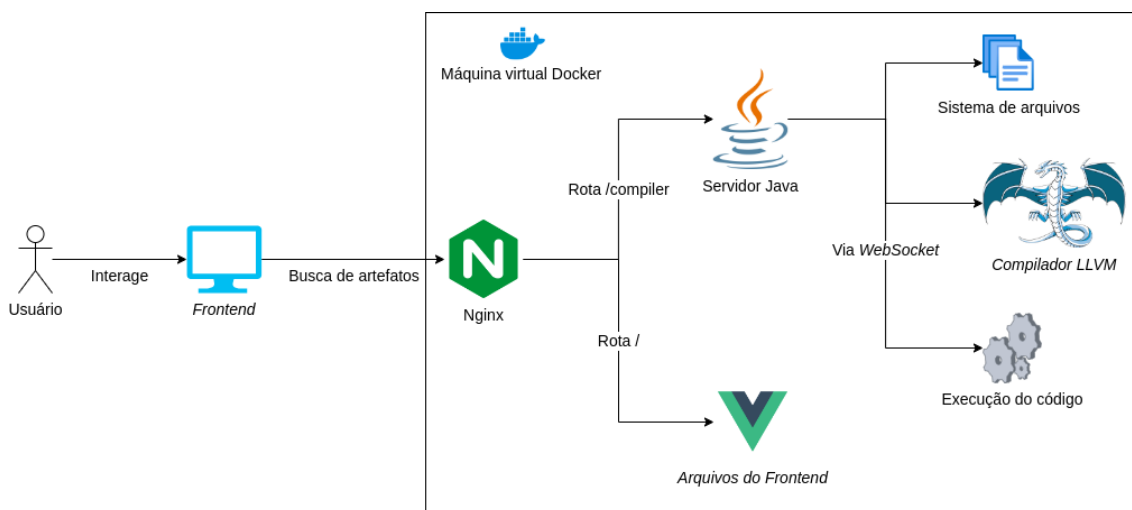 Máquina virtual Docker
Sistema de arquivos
Servidor Java
Rota /compiler
Via WebSocket
Compilador LLVM
Usuário
Interage
Frontend
Busca de artefatos
N
Nginx
Rota /
Execução do código
Arquivos do Frontend